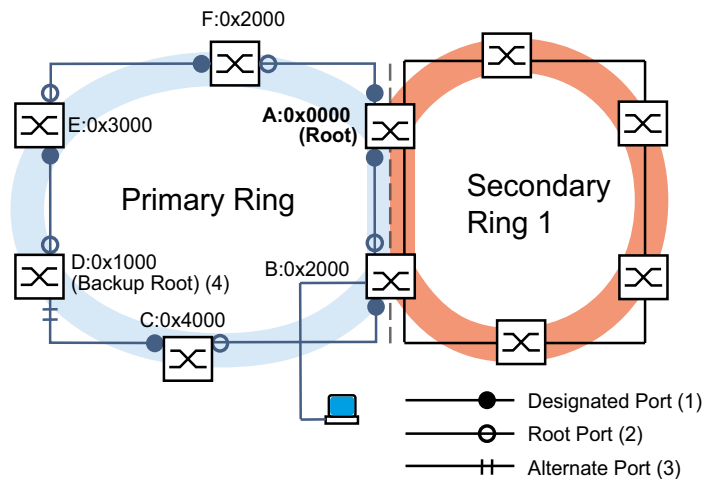 F:0x2000
E:0x3000
A:0x0000
(Root)
Primary Ring
Secondary
Ring 1
D:0x1000
(Backup Root) (4)
B:0x2000
C:0x4000
Designated Port (1)
Root Port (2)
Alternate Port (3)